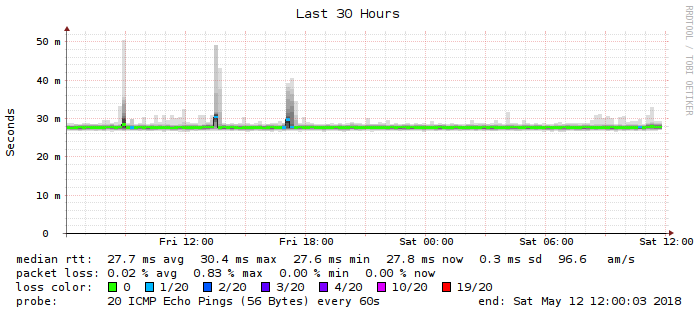 Last 30 Hours
RRDTOOL / TOBI OETIKER
Seconds
50 m
40 m
30 m
20 m
10 m
0
Fri 12:00 Fri 18:00 Sat 00:00 Sat 06:00 Sat 12:00
median rtt: 27.7 ms avg 30.4 ms max 27.6 ms min 27.8 ms now 0.3 ms sd 96.6 am/s
packet loss: 0.02 % avg 0.83 % max 0.00 % min 0.00 % now
loss color: 0 1/20 2/20 3/20 4/20 10/20 19/20
probe: 20 ICMP Echo Pings (56 Bytes) every 60s end: Sat May 12 12:00:03 2018